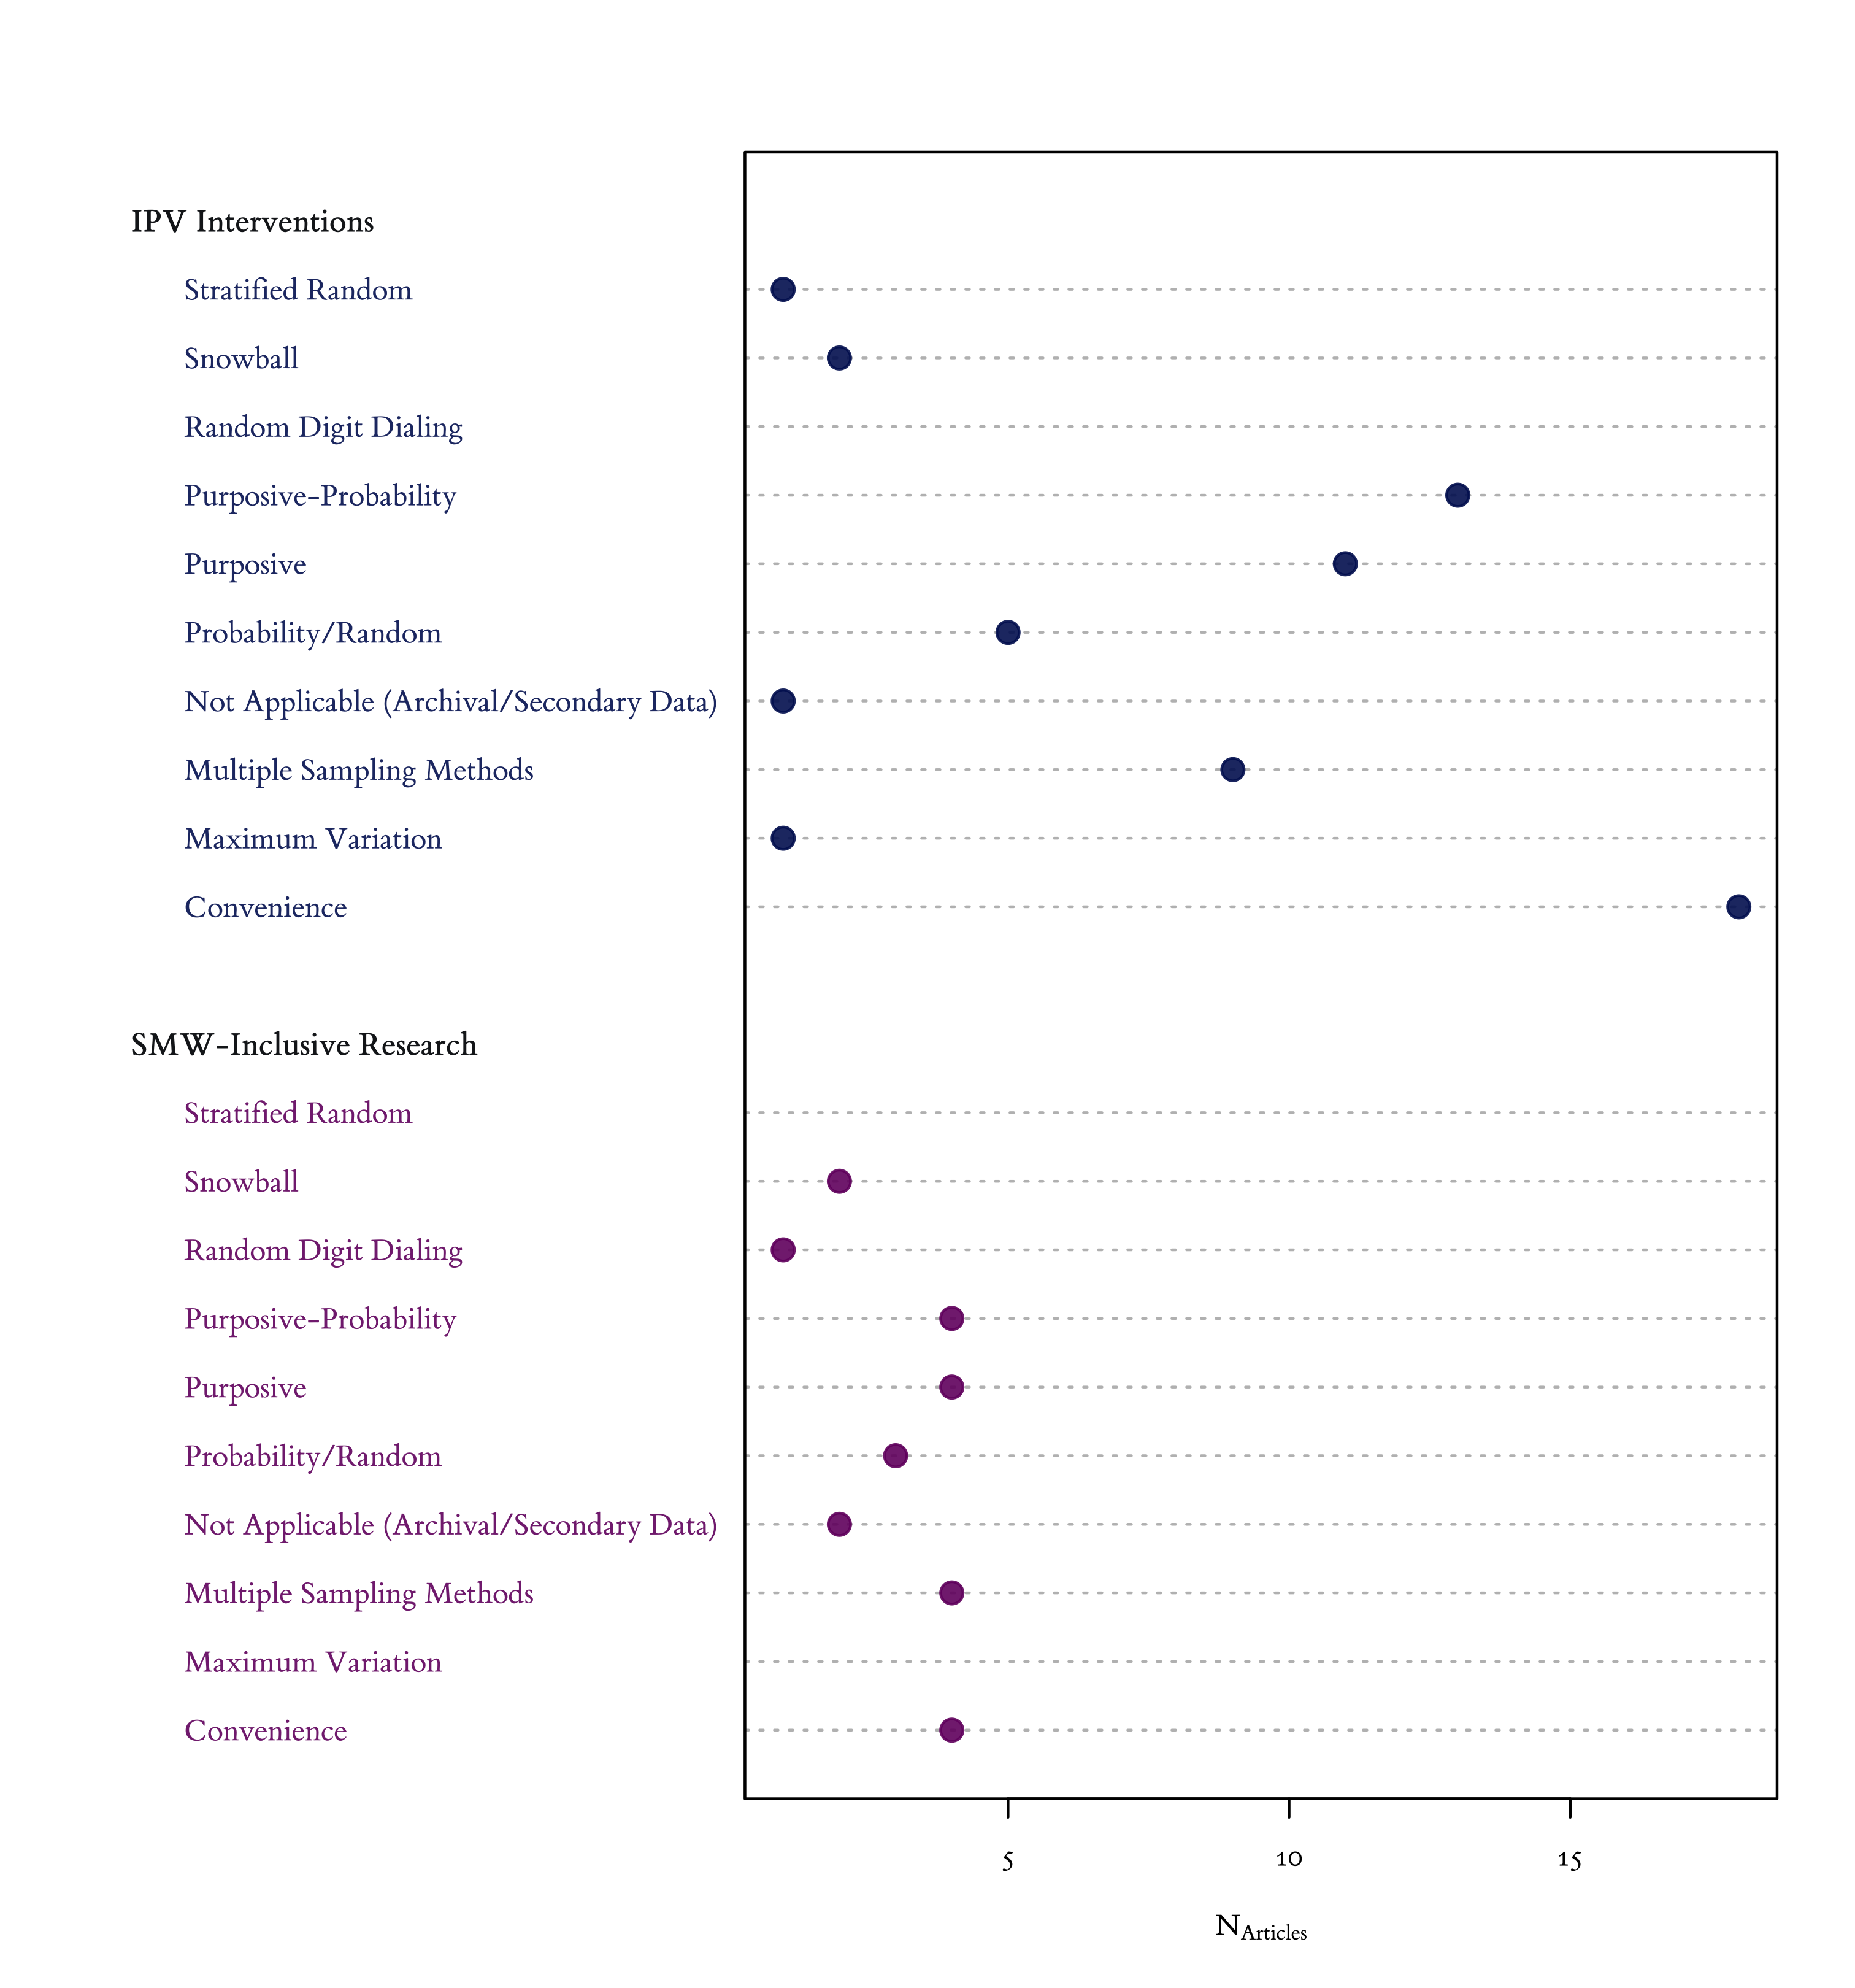 IPV Interventions
Stratified Random
Snowball
Random Digit Dialing
Purposive-Probability
Purposive
Probability/Random
Not Applicable (Archival/Secondary Data)
Multiple Sampling Methods
Maximum Variation
Convenience
SMW-Inclusive Research
Stratified Random
Snowball
Random Digit Dialing
Purposive-Probability
Purposive
Probability/Random
Not Applicable (Archival/Secondary Data)
Multiple Sampling Methods
Maximum Variation
Convenience
5 10 15
NArticles